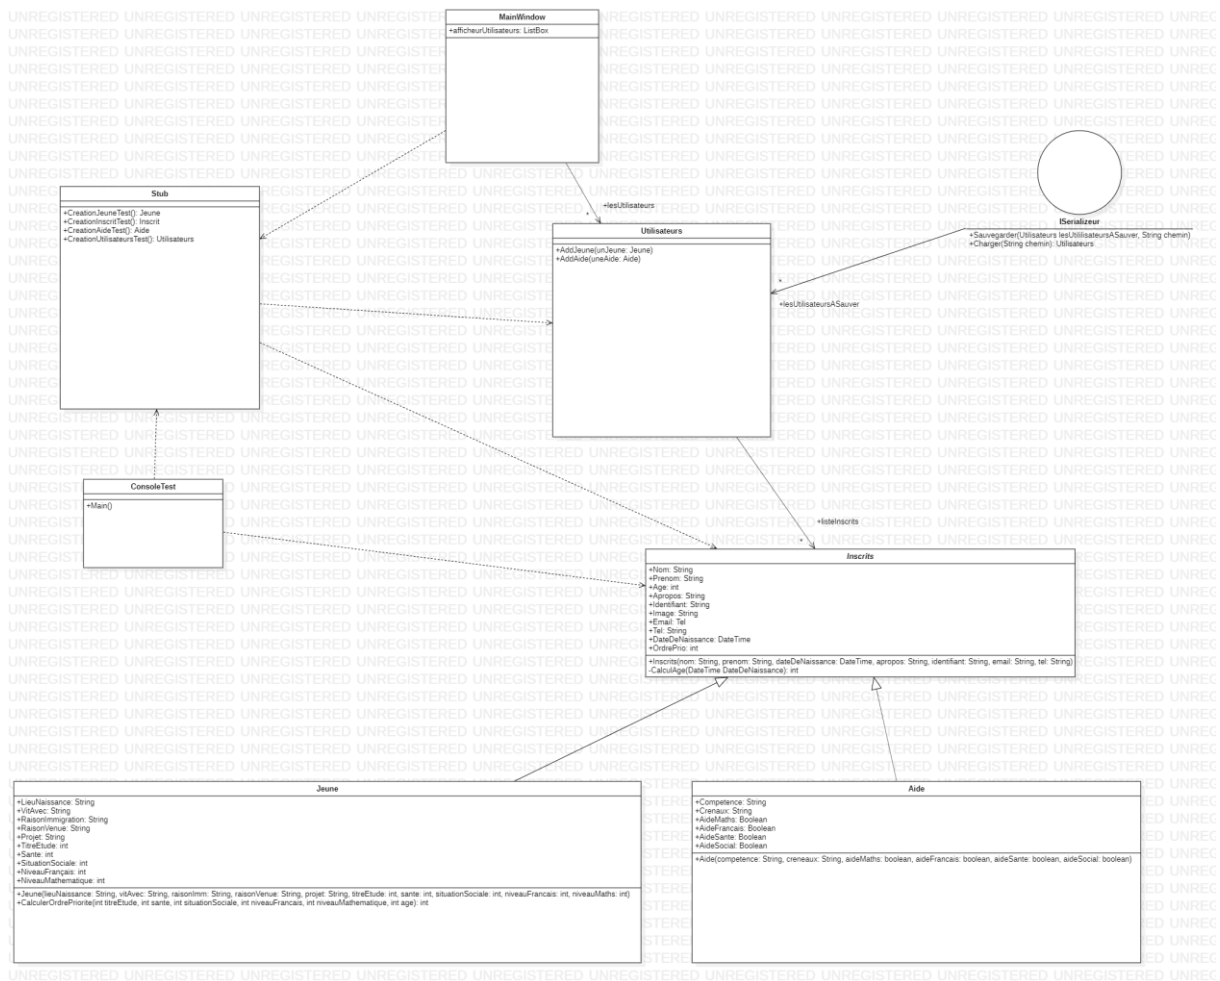 MainWindow
+afficheurUtilisateurs: ListBox
+lesUtilisateurs
*
Stub
+CreationJeuneTest(): Jeune
+CreationInscritTest(): Inscrit
+CreationAideTest(): Aide
+CreationUtilisateursTest(): Utilisateurs
Utilisateurs
+AddJeune(unJeune: Jeune)
+AddAide(uneAide: Aide)
ISerializeur
+Sauvegarder(Utilisateurs lesUtililisateursASauver, String chemin)
+Charger(String chemin): Utilisateurs
*
+lesUtilisateursASauver
ConsoleTest
+Main()
+listeInscrits
*
Inscrits
+Nom: String
+Prenom: String
+Age: int
+Apropos: String
+Identifiant: String
+Image: String
+Email: Tel
+Tel: String
+DateDeNaissance: DateTime
+OrdrePrio: int
+Inscrits(nom: String, prenom: String, dateDeNaissance: DateTime, apropos: String, identifiant: String, email: String, tel: String)
-CalculAge(DateTime DateDeNaissance): int
Jeune
+LieuNaissance: String
+VitAvec: String
+RaisonImmigration: String
+RaisonVenue: String
+Projet: String
+TitreEtude: int
+Sante: int
+SituationSociale: int
+NiveauFrançais: int
+NiveauMathematique: int
+Jeune(lieuNaissance: String, vitAvec: String, raisonImm: String, raisonVenue: String, projet: String, titreEtude: int, sante: int, situationSociale: int, niveauFrancais: int, niveauMaths: int)
+CalculerOrdrePriorite(int titreEtude, int sante, int situationSociale, int niveauFrancais, int niveauMathematique, int age): int
Aide
+Competence: String
+Crenaux: String
+AideMaths: Boolean
+AideFrancais: Boolean
+AideSante: Boolean
+AideSocial: Boolean
+Aide(competence: String, creneaux: String, aideMaths: boolean, aideFrancais: boolean, aideSante: boolean, aideSocial: boolean)
UNREGISTERED